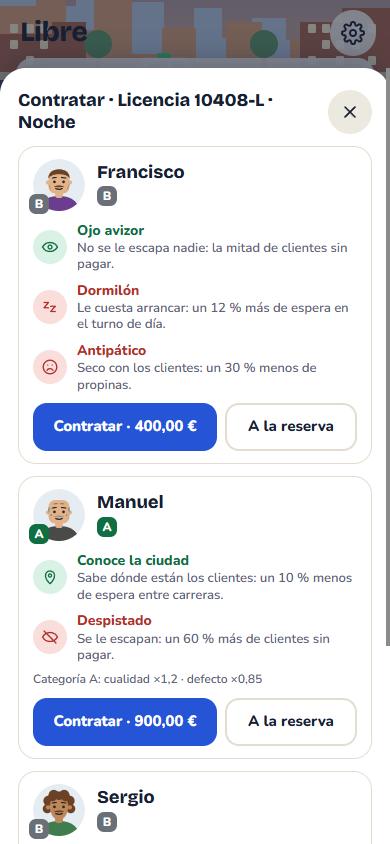 Libre
Contratar · Licencia 10408-L ·
Noche
Francisco
B
B
Ojo avizor
No se le escapa nadie: la mitad de clientes sin
pagar.
Dormilón
Le cuesta arrancar: un 12 % más de espera en
el turno de día.
Antipático
Seco con los clientes: un 30 % menos de
propinas.
Contratar · 400,00 €
A la reserva
Manuel
A
A
Conoce la ciudad
Sabe dónde están los clientes: un 10 % menos
de espera entre carreras.
Despistado
Se le escapan: un 60 % más de clientes sin
pagar.
Categoría A: cualidad ×1,2 · defecto ×0,85
Contratar · 900,00 €
A la reserva
Sergio
B
B